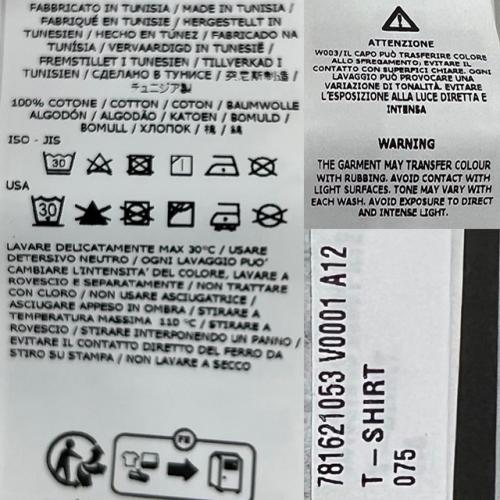 FABBRICATO IN TUNISIA / MADE IN TUNISIA /
FABRIQUÉ EN TUNISIE / HERGESTELLT IN
TUNESIEN / HECHO EN TÚNEZ / FABRICADO NA
TUNÍSIA / VERVAARDIGD IN TUNESIË /
FREMSTILLET I TUNESIEN / TILLVERKAD I
TUNISIEN / СДЕЛАНО В ТУНИСЕ / 突尼斯制造 /
チュニジア製
100% COTONE / COTTON / COTON / BAUMWOLLE
ALGODÓN / ALGODÃO / KATOEN / BOMULD /
BOMULL / ХЛОПОК / 棉 / 綿
ISO - JIS
30
USA
30
LAVARE DELICATAMENTE MAX 30°C / USARE
DETERSIVO NEUTRO / OGNI LAVAGGIO PUO'
CAMBIARE L'INTENSITA' DEL COLORE, LAVARE A
ROVESCIO E SEPARATAMENTE / NON TRATTARE
CON CLORO / NON USARE ASCIUGATRICE /
ASCIUGARE APPESO IN OMBRA / STIRARE A
TEMPERATURA MASSIMA 110 °C / STIRARE A
ROVESCIO / STIRARE INTERPONENDO UN PANNO /
EVITARE IL CONTATTO DIRETTO DEL FERRO DA
STIRO SU STAMPA / NON LAVARE A SECCO
FR
ATTENZIONE
W003/IL CAPO PUÒ TRASFERIRE COLORE
ALLO SFREGAMENTO; EVITARE IL
CONTATTO CON SUPERFICI CHIARE. OGNI
LAVAGGIO PUÒ PROVOCARE UNA
VARIAZIONE DI TONALITÀ. EVITARE
L'ESPOSIZIONE ALLA LUCE DIRETTA E
INTENSA
WARNING
THE GARMENT MAY TRANSFER COLOUR
WITH RUBBING. AVOID CONTACT WITH
LIGHT SURFACES. TONE MAY VARY WITH
EACH WASH. AVOID EXPOSURE TO DIRECT
AND INTENSE LIGHT.
781621053 V0001 A12
T-SHIRT
075